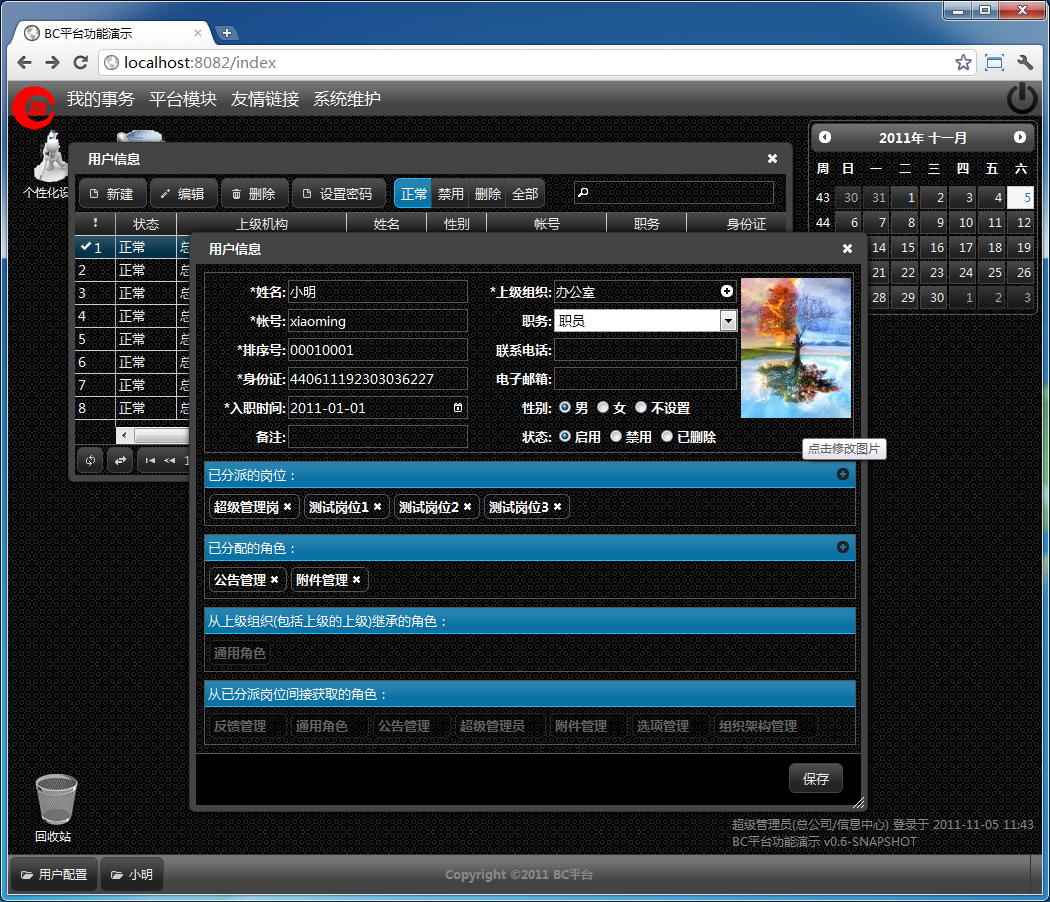 BC平台功能演示
localhost:8082/index
我的事务 平台模块 友情链接 系统维护
个性化设
2011年 十一月
周 日 一 二 三 四 五 六
43 30 31 1 2 3 4 5
44 6 7 8 9 10 11 12
14 15 16 17 18 19
21 22 23 24 25 26
28 29 30 1 2 3
用户信息
新建 编辑 删除 设置密码 正常 禁用 删除 全部
! 状态 上级机构 姓名 性别 帐号 职务 身份证
1 正常 总
2 正常 总
3 正常 总
4 正常 总
5 正常 总
6 正常 总
7 正常 总
8 正常 总
1
用户信息
*姓名: 小明 *上级组织: 办公室
*帐号: xiaoming 职务: 职员
*排序号: 00010001 联系电话:
*身份证: 440611192303036227 电子邮箱:
*入职时间: 2011-01-01 性别: 男 女 不设置
备注: 状态: 启用 禁用 已删除
点击修改图片
已分派的岗位：
超级管理岗 测试岗位1 测试岗位2 测试岗位3
已分配的角色：
公告管理 附件管理
从上级组织(包括上级的上级)继承的角色：
通用角色
从已分派岗位间接获取的角色：
反馈管理 通用角色 公告管理 超级管理员 附件管理 选项管理 组织架构管理
保存
回收站
超级管理员(总公司/信息中心) 登录于 2011-11-05 11:43
BC平台功能演示 v0.6-SNAPSHOT
用户配置 小明 Copyright ©2011 BC平台